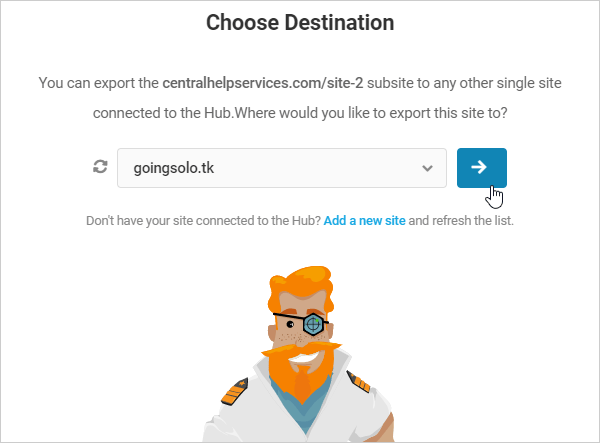 Choose Destination
You can export the centralhelpservices.com/site-2 subsite to any other single site
connected to the Hub.Where would you like to export this site to?
goingsolo.tk
Don't have your site connected to the Hub? Add a new site and refresh the list.